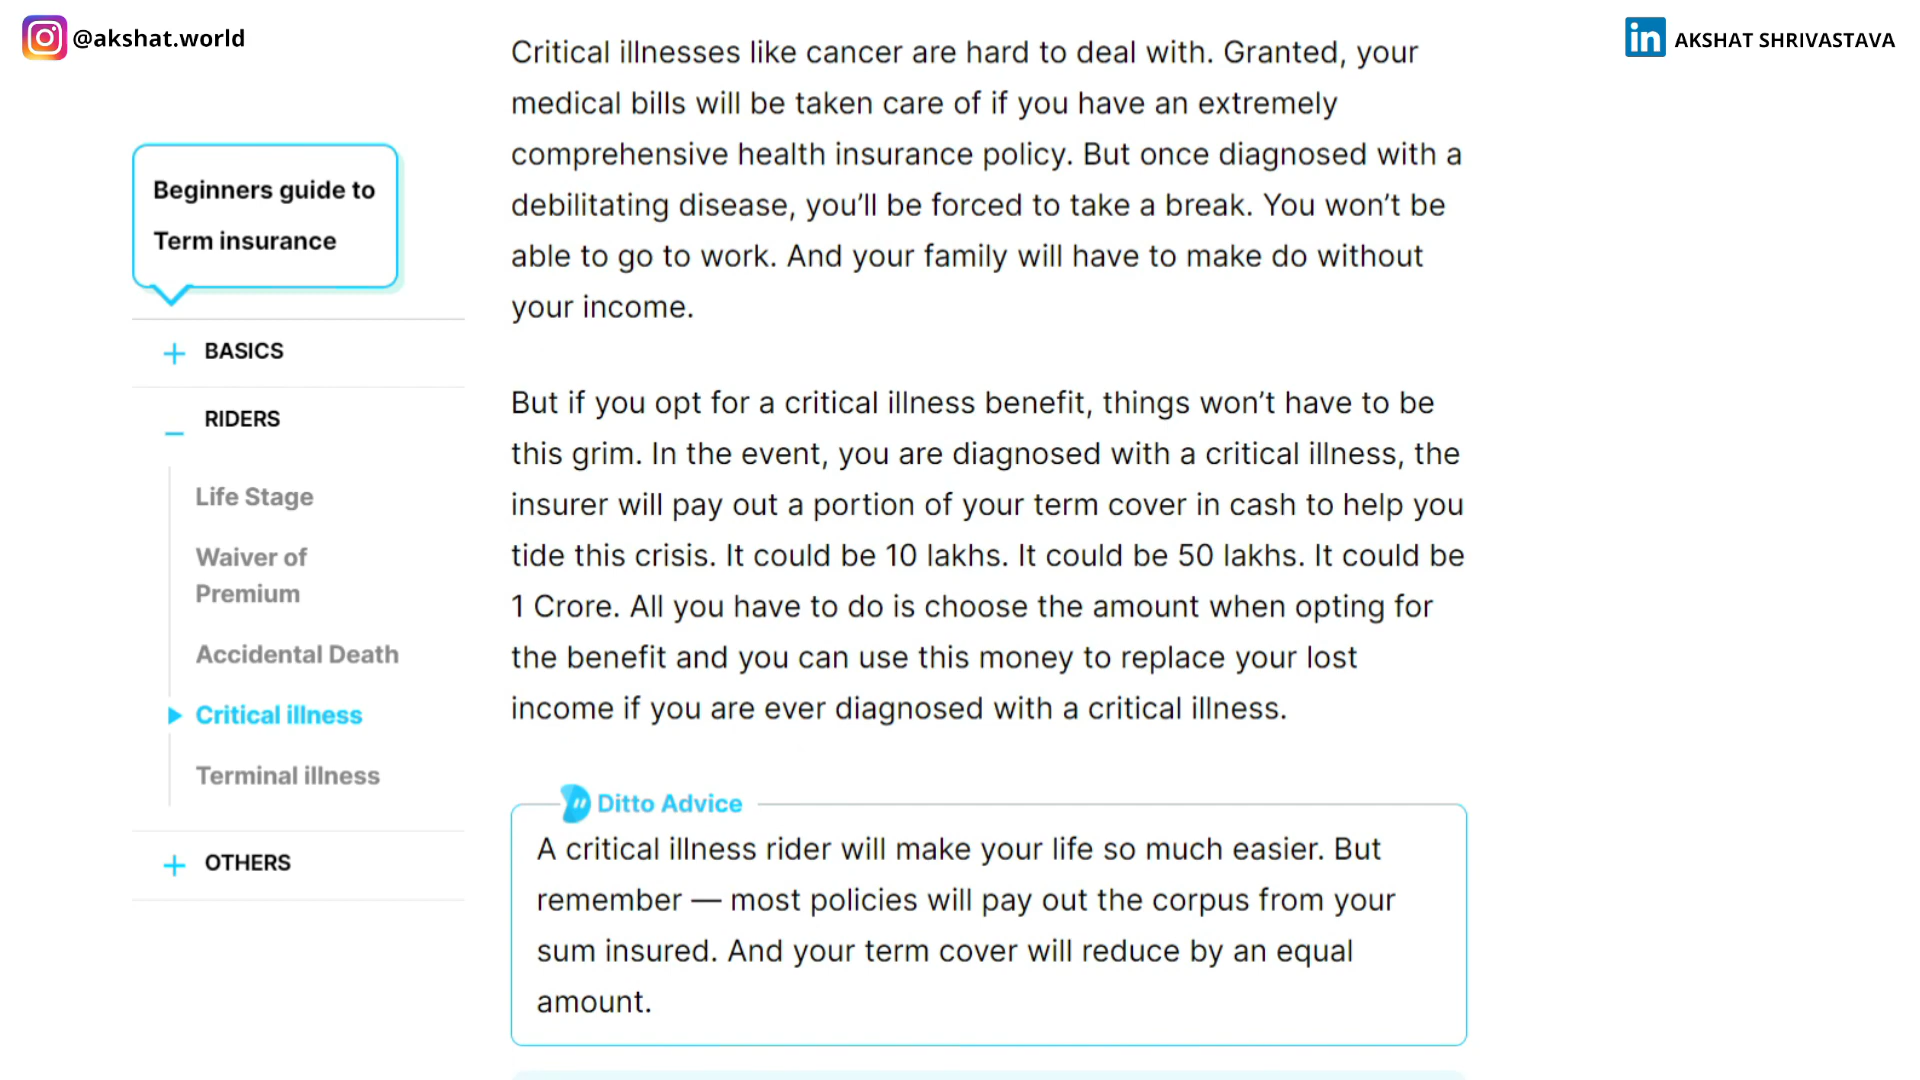 @akshat.world
AKSHAT SHRIVASTAVA
Beginners guide to
Term insurance
BASICS
RIDERS
Life Stage
Waiver of
Premium
Accidental Death
Critical illness
Terminal illness
OTHERS
Critical illnesses like cancer are hard to deal with. Granted, your
medical bills will be taken care of if you have an extremely
comprehensive health insurance policy. But once diagnosed with a
debilitating disease, you’ll be forced to take a break. You won’t be
able to go to work. And your family will have to make do without
your income.
But if you opt for a critical illness benefit, things won’t have to be
this grim. In the event, you are diagnosed with a critical illness, the
insurer will pay out a portion of your term cover in cash to help you
tide this crisis. It could be 10 lakhs. It could be 50 lakhs. It could be
1 Crore. All you have to do is choose the amount when opting for
the benefit and you can use this money to replace your lost
income if you are ever diagnosed with a critical illness.
Ditto Advice
A critical illness rider will make your life so much easier. But
remember — most policies will pay out the corpus from your
sum insured. And your term cover will reduce by an equal
amount.